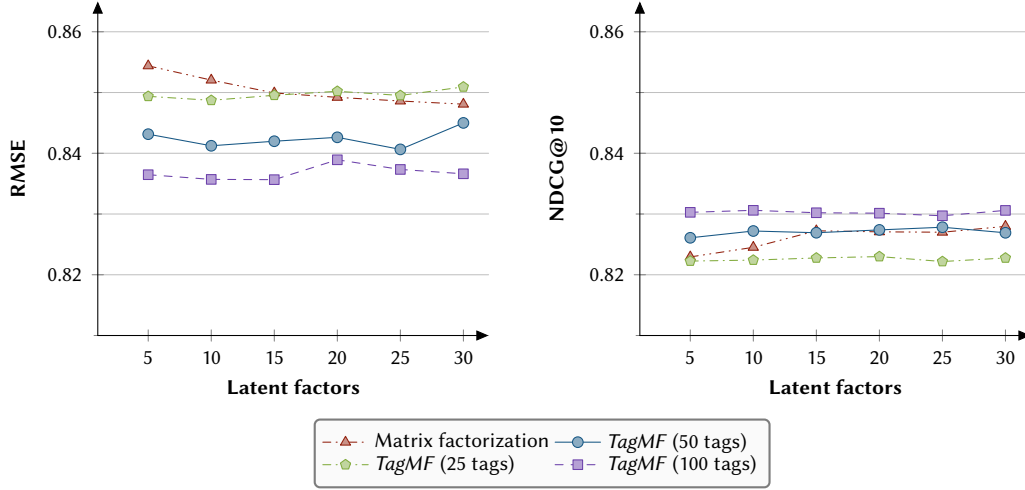 0.86
0.84
0.82
RMSE
5 10 15 20 25 30
Latent factors
0.86
0.84
0.82
NDCG@10
5 10 15 20 25 30
Latent factors
Matrix factorization TagMF (50 tags)
TagMF (25 tags) TagMF (100 tags)